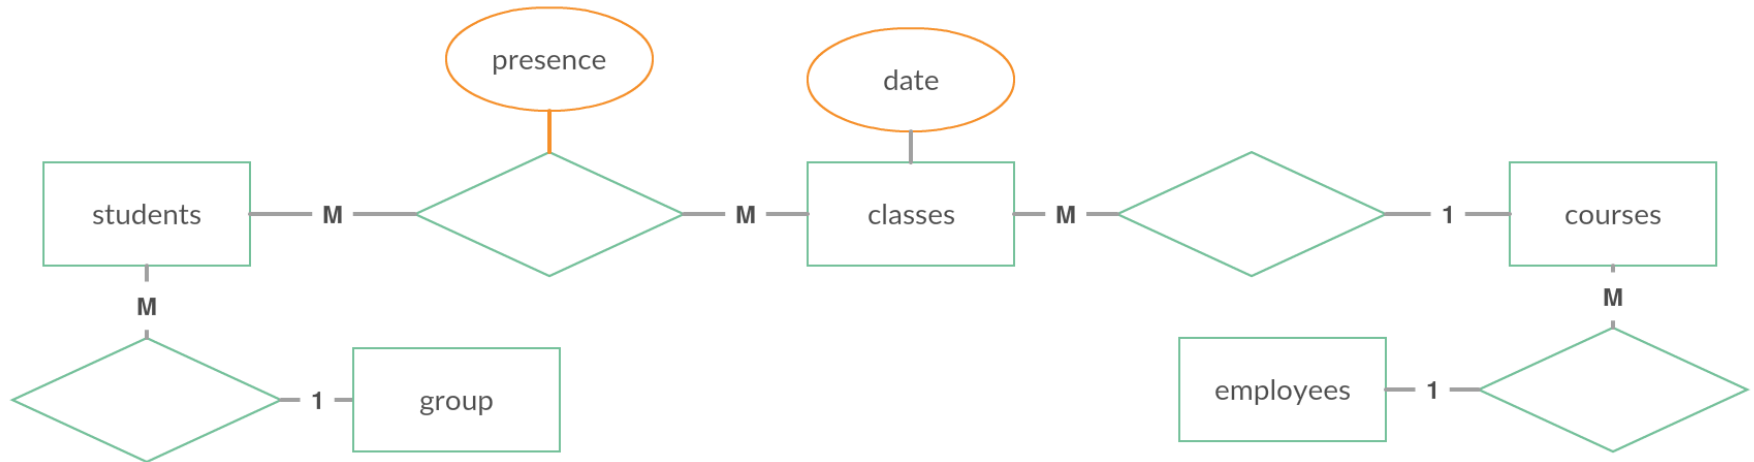 presence
date
students
M
M
classes
M
1
courses
M
M
group
1
employees
1